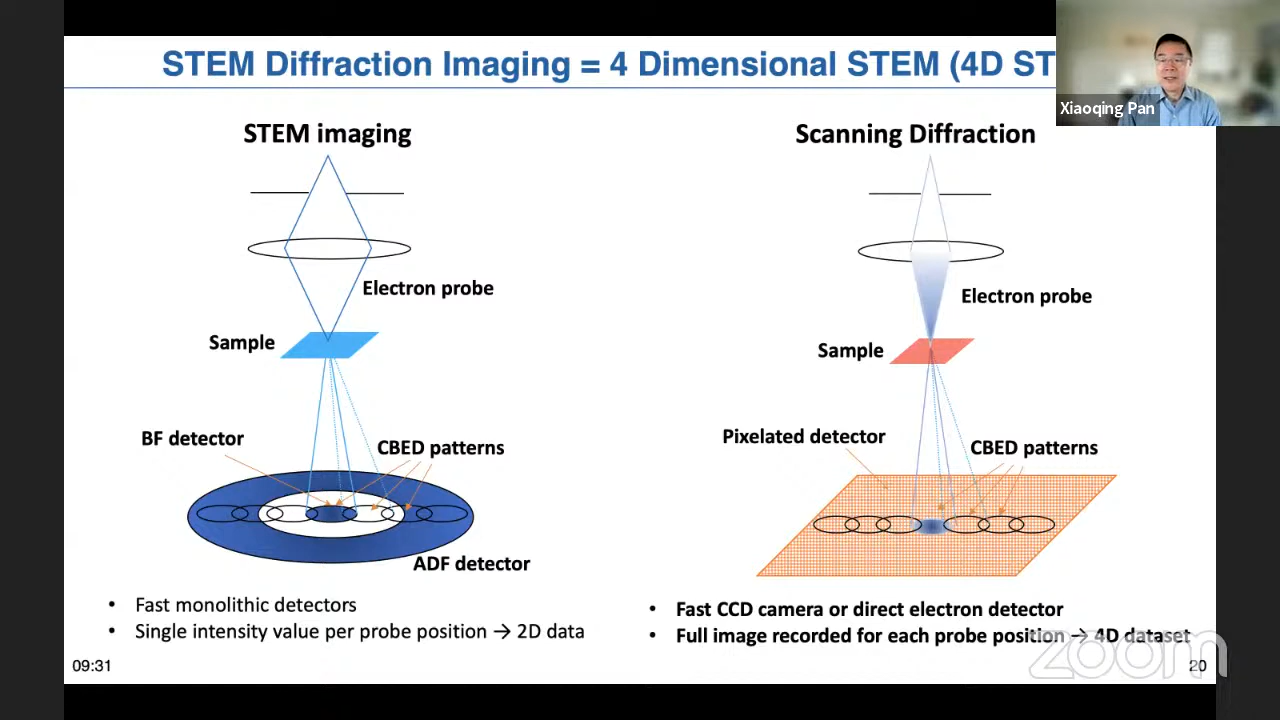 STEM Diffraction Imaging = 4 Dimensional STEM (4D ST
Xiaoqing Pan
STEM imaging
Electron probe
Sample
BF detector
CBED patterns
ADF detector
• Fast monolithic detectors
• Single intensity value per probe position → 2D data
Scanning Diffraction
Electron probe
Sample
Pixelated detector
CBED patterns
• Fast CCD camera or direct electron detector
• Full image recorded for each probe position → 4D dataset
09:31
zoom
20